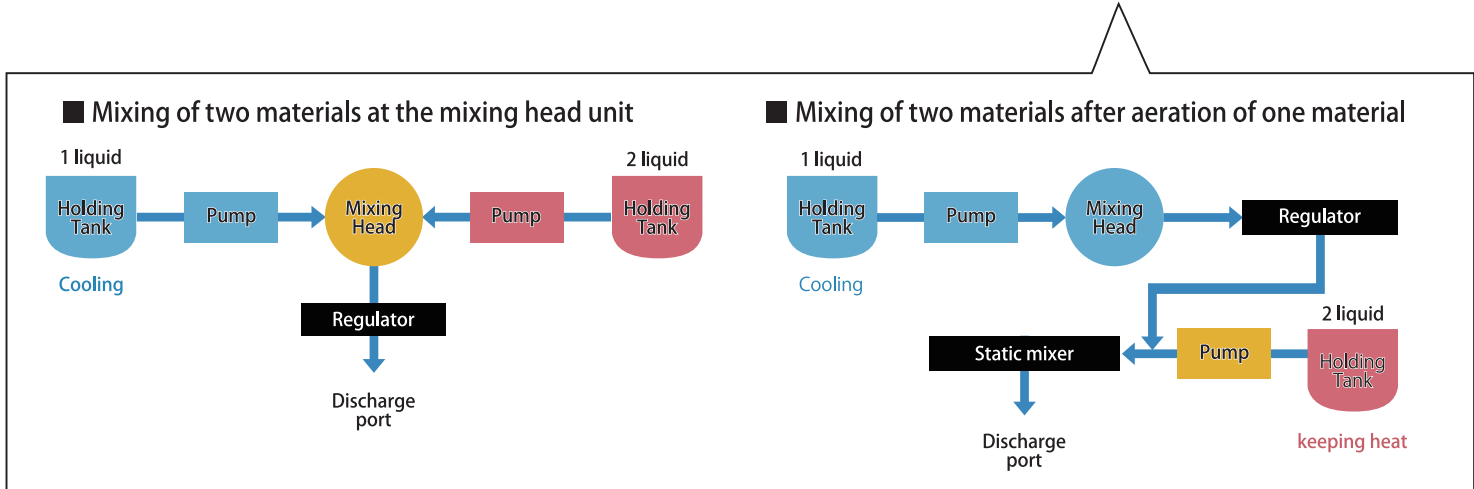 ■ Mixing of two materials at the mixing head unit
1 liquid
Holding
Tank
Cooling
Pump
Mixing
Head
Pump
2 liquid
Holding
Tank
Regulator
Discharge
port
■ Mixing of two materials after aeration of one material
1 liquid
Holding
Tank
Cooling
Pump
Mixing
Head
Regulator
2 liquid
Holding
Tank
keeping heat
Pump
Static mixer
Discharge
port